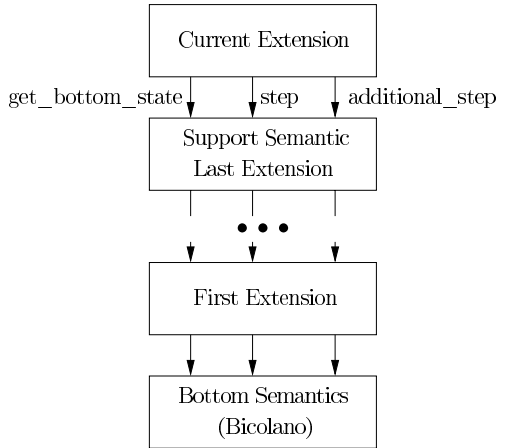 Current Extension
get_bottom_state step additional_step
Support Semantic
Last Extension
First Extension
Bottom Semantics
(Bicolano)